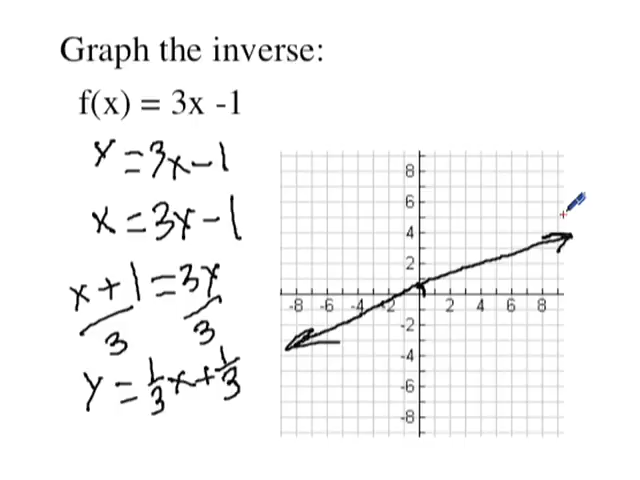 Graph the inverse:
f(x) = 3x -1
y = 3x - 1
x = 3y - 1
x + 1 = 3y
3 3
y = 1/3 x + 1/3
8
6
4
2
-8 -6 -4 -2 2 4 6 8
-2
-4
-6
-8